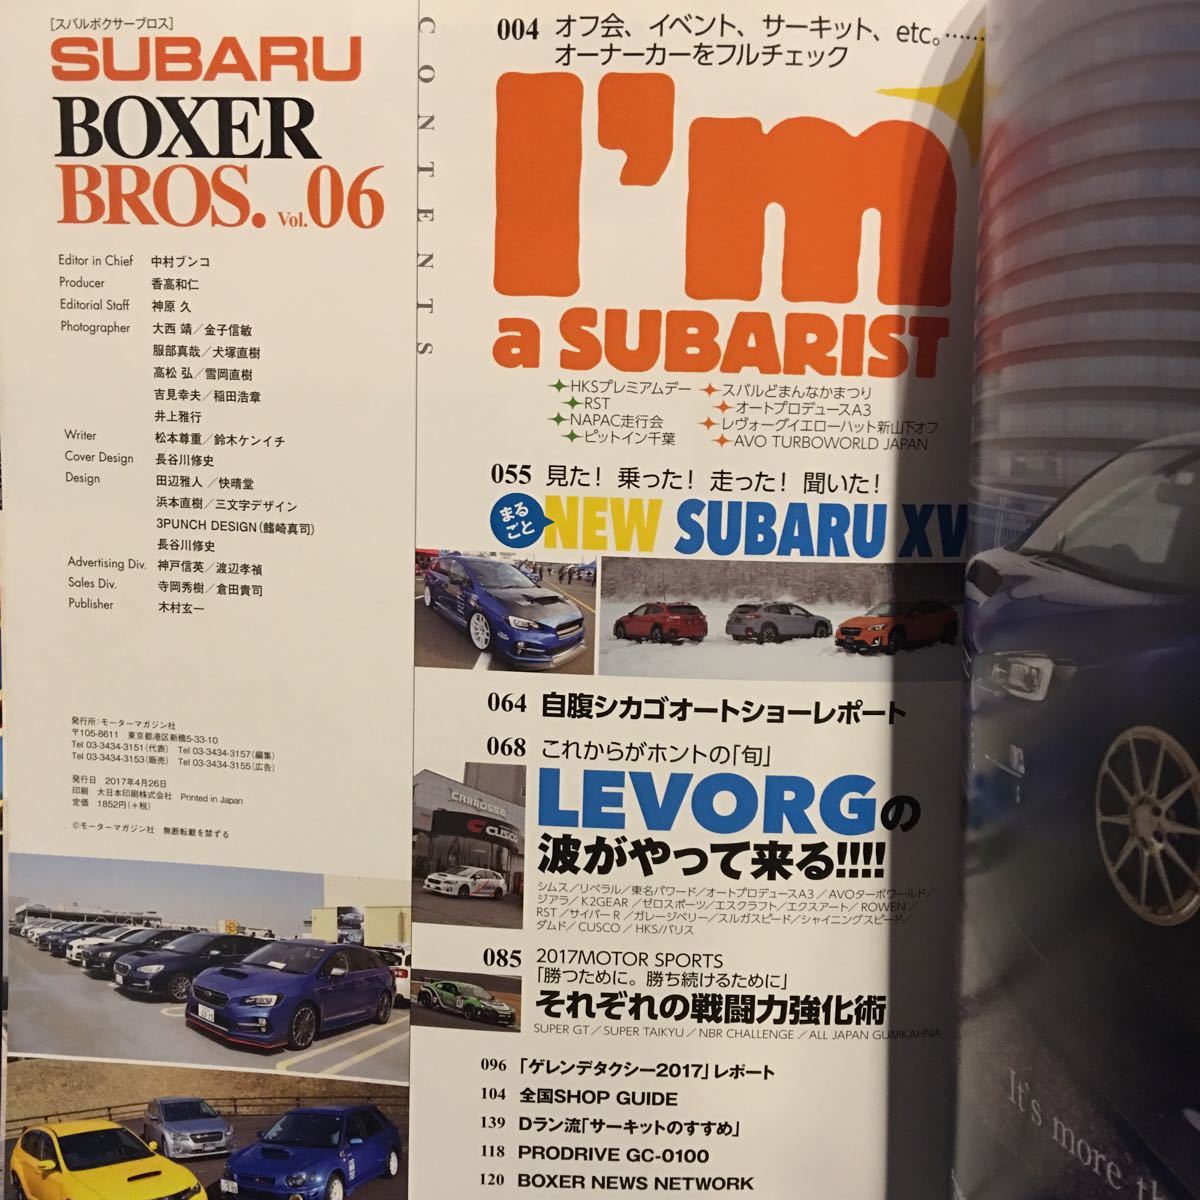 [スバルボクサーブロス]
SUBARU
BOXER
BROS. Vol.06
Editor in Chief 中村ブンコ
Producer 香高和仁
Editorial Staff 神原 久
Photographer 大西 靖／金子信敏
服部真哉／犬塚直樹
高松 弘／雪岡直樹
吉見幸夫／稲田浩章
井上雅行
Writer 松本尊重／鈴木ケンイチ
Cover Design 長谷川修史
Design 田辺雅人／快晴堂
浜本直樹／三文字デザイン
3PUNCH DESIGN(鰭崎真司)
長谷川修史
Advertising Div. 神戸信英／渡辺孝禎
Sales Div. 寺岡秀樹／倉田貴司
Publisher 木村玄一
発行所：モーターマガジン社
〒105-8611 東京都港区新橋5-33-10
Tel 03-3434-3151(代表) Tel 03-3434-3157(編集)
Tel 03-3434-3153(販売) Tel 03-3434-3155(広告)
発行日 2017年4月26日
印刷 大日本印刷株式会社 Printed in Japan
定価 1852円(＋税)
©モーターマガジン社 無断転載を禁ずる
CONTENTS
004 オフ会、イベント、サーキット、etc。……
オーナーカーをフルチェック
I'm
a SUBARIST
HKSプレミアムデー
RST
NAPAC走行会
ピットイン千葉
スバルどまんなかまつり
オートプロデュースA3
レヴォーグイエローハット新山下オフ
AVO TURBOWORLD JAPAN
055 見た！ 乗った！ 走った！ 聞いた！
まるごと
NEW SUBARU XV
064 自腹シカゴオートショーレポート
068 これからがホントの「旬」
LEVORGの
波がやって来る!!!!
CARROSSE
CUSCO
シムス／リベラル／東名パワード／オートプロデュースA3／AVOターボワールド／
ジアラ／K2GEAR／ゼロスポーツ／エスクラフト／エクスアート／ROWEN／
RST／サイバーR／ガレージベリー／スルガスピード／シャイニングスピード／
ダムド／CUSCO／HKS/パリス
085 2017MOTOR SPORTS
「勝つために。勝ち続けるために」
それぞれの戦闘力強化術
SUPER GT／SUPER TAIKYU／NBR CHALLENGE／ALL JAPAN GUMKAHNA
096 「ゲレンデタクシー2017」レポート
104 全国SHOP GUIDE
139 Dラン流「サーキットのすすめ」
118 PRODRIVE GC-0100
120 BOXER NEWS NETWORK
It's more